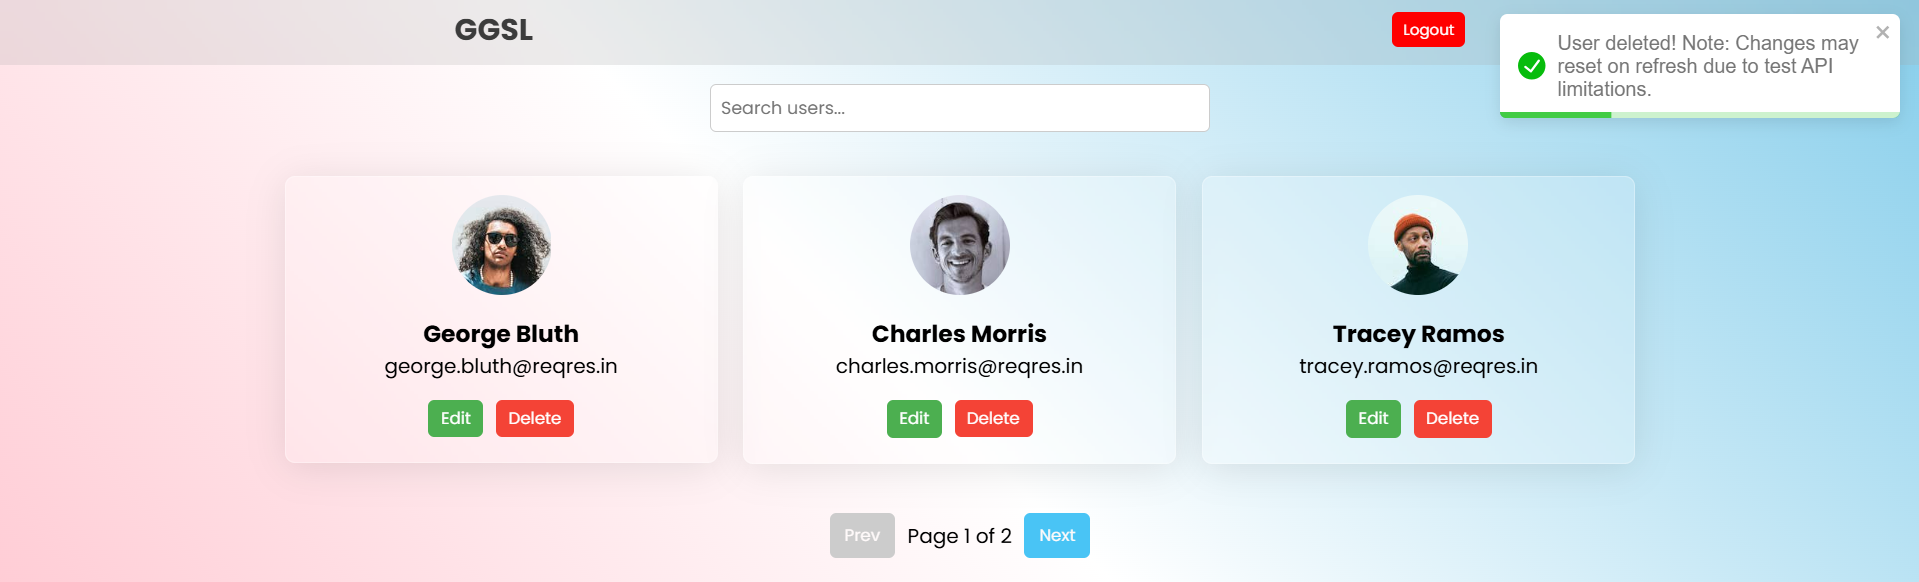 GGSL
Logout
User deleted! Note: Changes may
reset on refresh due to test API
limitations.
Search users...
George Bluth
george.bluth@reqres.in
Edit Delete
Charles Morris
charles.morris@reqres.in
Edit Delete
Tracey Ramos
tracey.ramos@reqres.in
Edit Delete
Prev Page 1 of 2 Next